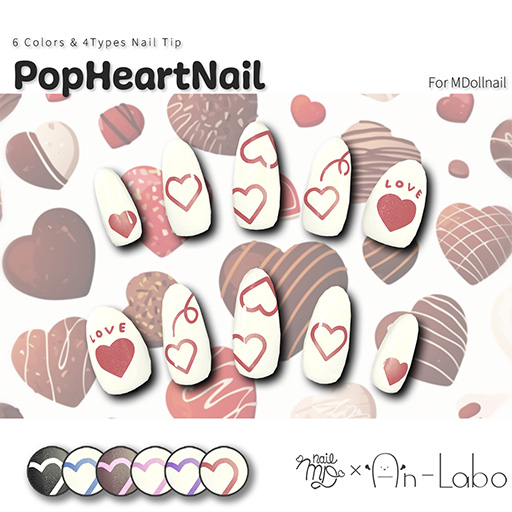 6 Colors & 4Types Nail Tip
PopHeartNail
For MDollnail
LOVE
LOVE
nail
MD
×
An-Labo